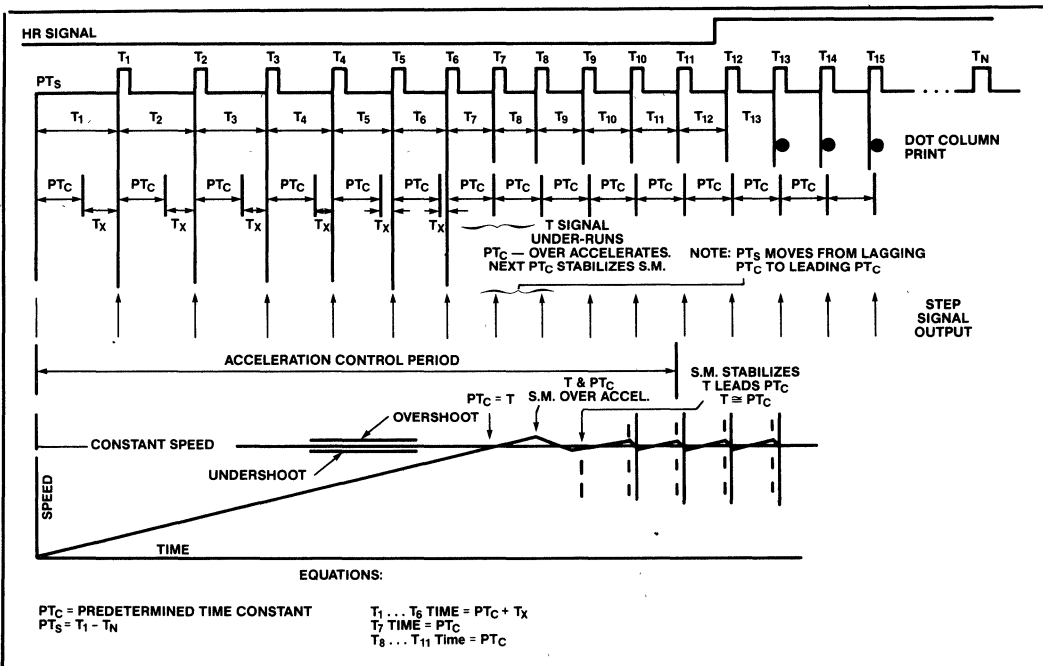 HR SIGNAL
T1 T2 T3 T4 T5 T6 T7 T8 T9 T10 T11 T12 T13 T14 T15 TN
PTS
T1 T2 T3 T4 T5 T6 T7 T8 T9 T10 T11 T12 T13
DOT COLUMN
PRINT
PTC PTC PTC PTC PTC PTC PTC PTC PTC PTC PTC PTC PTC PTC
TX TX TX TX TX TX
T SIGNAL
UNDER-RUNS
PTC — OVER ACCELERATES.
NEXT PTC STABILIZES S.M.
NOTE: PTS MOVES FROM LAGGING
PTC TO LEADING PTC
STEP
SIGNAL
OUTPUT
ACCELERATION CONTROL PERIOD
PTC = T
T & PTC
S.M. OVER ACCEL.
S.M. STABILIZES
T LEADS PTC
T ≅ PTC
OVERSHOOT
CONSTANT SPEED
UNDERSHOOT
SPEED
TIME
EQUATIONS:
PTC = PREDETERMINED TIME CONSTANT
PTS = T1 – TN
T1 . . . T6 TIME = PTC + TX
T7 TIME = PTC
T8 . . . T11 Time = PTC